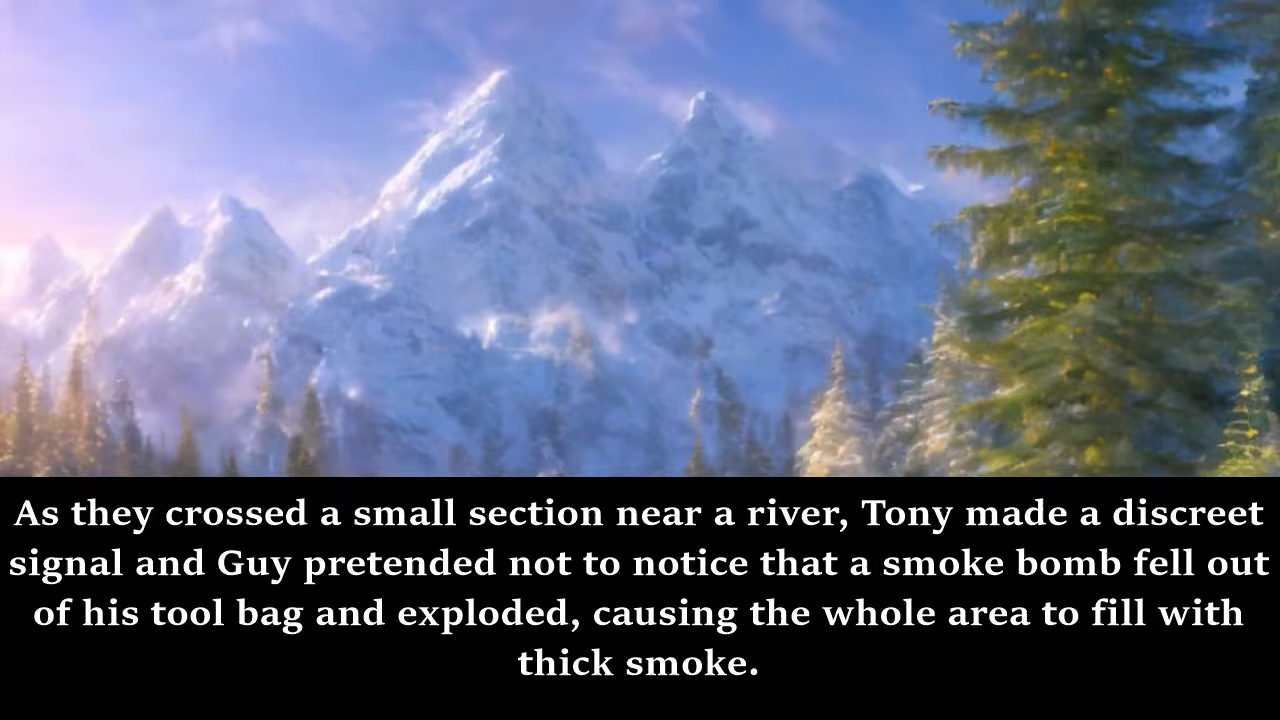 As they crossed a small section near a river, Tony made a discreet
signal and Guy pretended not to notice that a smoke bomb fell out
of his tool bag and exploded, causing the whole area to fill with
thick smoke.